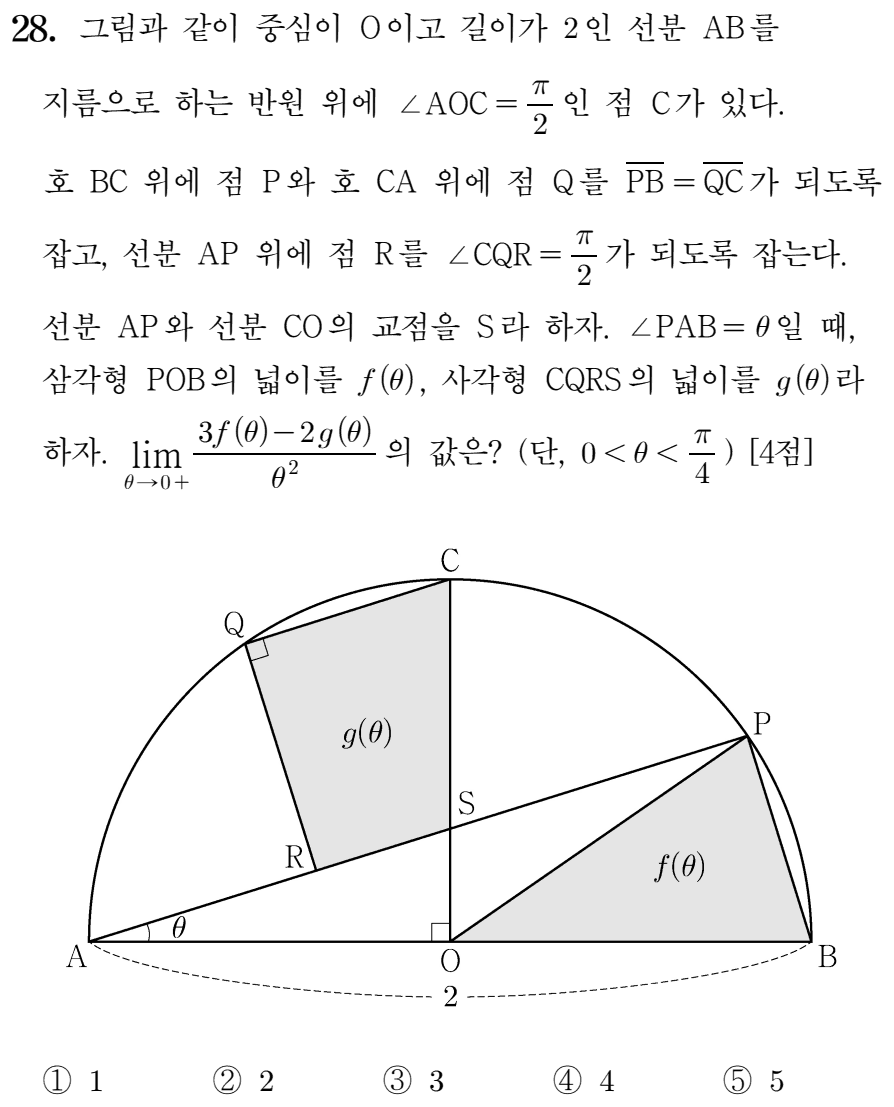 28. 그림과 같이 중심이 O이고 길이가 2인 선분 AB를
지름으로 하는 반원 위에 ∠AOC = π/2 인 점 C가 있다.
호 BC 위에 점 P와 호 CA 위에 점 Q를 P̅B̅ = Q̅C̅가 되도록
잡고, 선분 AP 위에 점 R를 ∠CQR = π/2 가 되도록 잡는다.
선분 AP와 선분 CO의 교점을 S라 하자. ∠PAB = θ일 때,
삼각형 POB의 넓이를 f(θ), 사각형 CQRS의 넓이를 g(θ)라
하자. lim θ→0+ (3f(θ) − 2g(θ))/θ² 의 값은? (단, 0 < θ < π/4 ) [4점]
C
Q
P
g(θ)
S
R
f(θ)
θ
A
O
B
2
① 1 ② 2 ③ 3 ④ 4 ⑤ 5